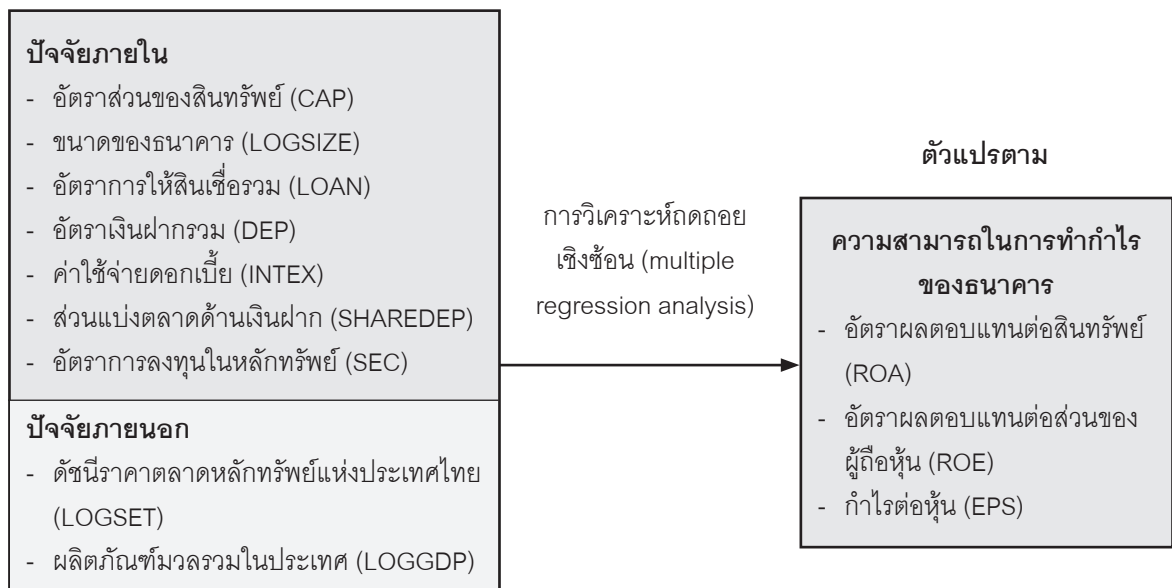 ปัจจัยภายใน
- อัตราส่วนของสินทรัพย์ (CAP)
- ขนาดของธนาคาร (LOGSIZE)
- อัตราการให้สินเชื่อรวม (LOAN)
- อัตราเงินฝากรวม (DEP)
- ค่าใช้จ่ายดอกเบี้ย (INTEX)
- ส่วนแบ่งตลาดด้านเงินฝาก (SHAREDEP)
- อัตราการลงทุนในหลักทรัพย์ (SEC)
ปัจจัยภายนอก
- ดัชนีราคาตลาดหลักทรัพย์แห่งประเทศไทย
(LOGSET)
- ผลิตภัณฑ์มวลรวมในประเทศ (LOGGDP)
การวิเคราะห์ถดถอย
เชิงซ้อน (multiple
regression analysis)
ตัวแปรตาม
ความสามารถในการทำกำไร
ของธนาคาร
- อัตราผลตอบแทนต่อสินทรัพย์
(ROA)
- อัตราผลตอบแทนต่อส่วนของ
ผู้ถือหุ้น (ROE)
- กำไรต่อหุ้น (EPS)